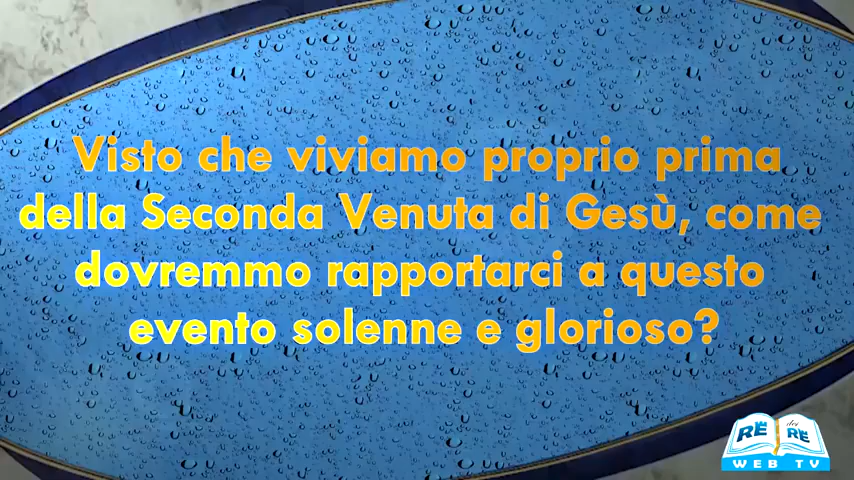 Visto che viviamo proprio prima
della Seconda Venuta di Gesù, come
dovremmo rapportarci a questo
evento solenne e glorioso?
RE dei RE
WEB TV